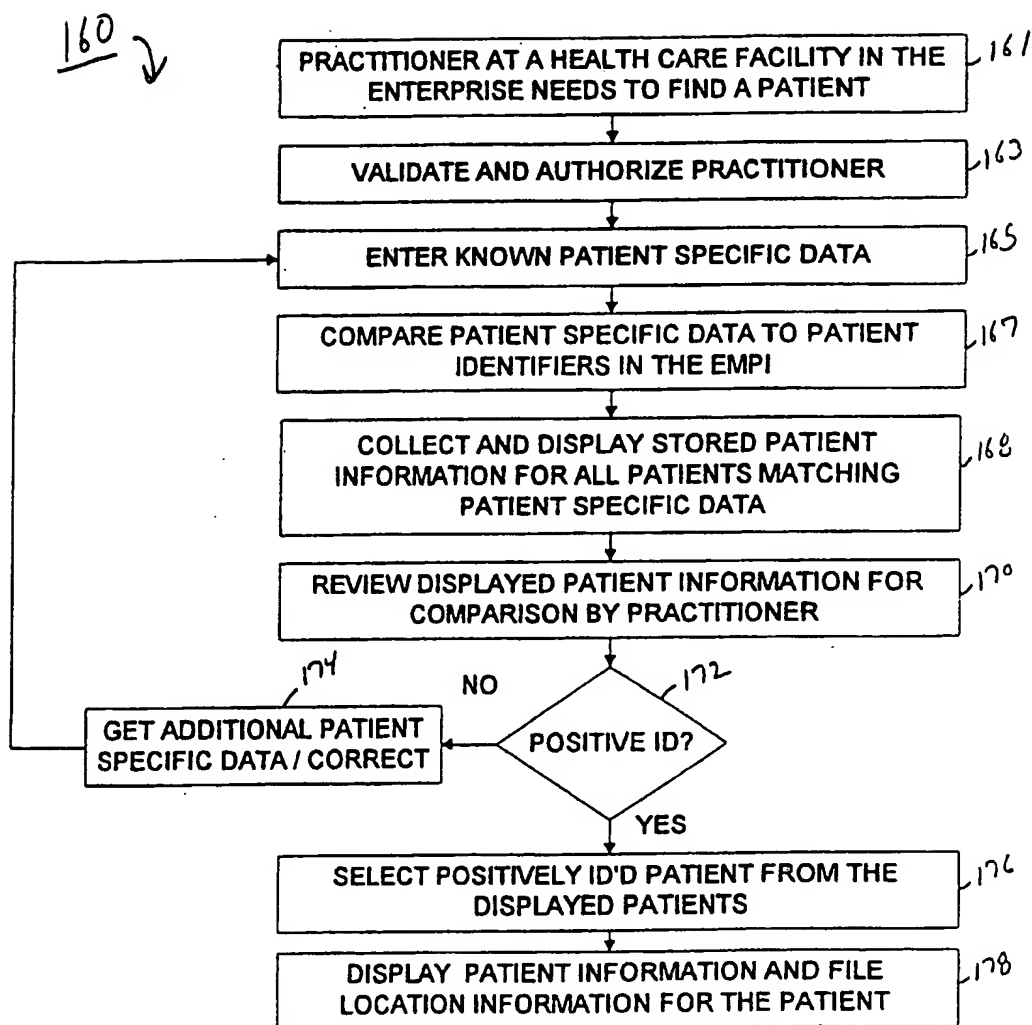 160
PRACTITIONER AT A HEALTH CARE FACILITY IN THE
ENTERPRISE NEEDS TO FIND A PATIENT
161
VALIDATE AND AUTHORIZE PRACTITIONER
163
ENTER KNOWN PATIENT SPECIFIC DATA
165
COMPARE PATIENT SPECIFIC DATA TO PATIENT
IDENTIFIERS IN THE EMPI
167
COLLECT AND DISPLAY STORED PATIENT
INFORMATION FOR ALL PATIENTS MATCHING
PATIENT SPECIFIC DATA
168
REVIEW DISPLAYED PATIENT INFORMATION FOR
COMPARISON BY PRACTITIONER
170
172
POSITIVE ID?
NO
174
GET ADDITIONAL PATIENT
SPECIFIC DATA / CORRECT
YES
SELECT POSITIVELY ID'D PATIENT FROM THE
DISPLAYED PATIENTS
176
DISPLAY PATIENT INFORMATION AND FILE
LOCATION INFORMATION FOR THE PATIENT
178